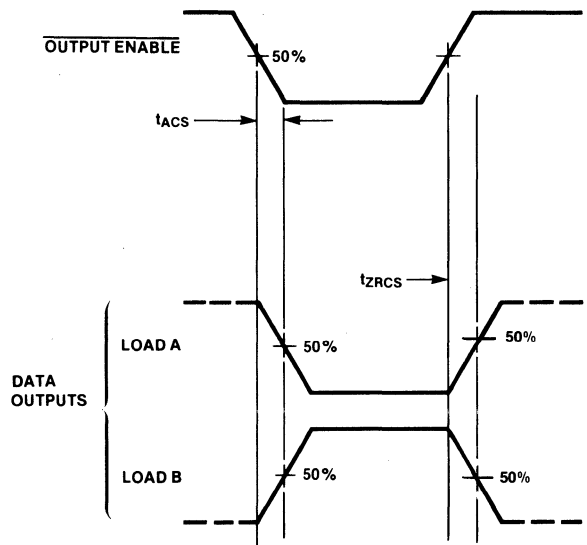 OUTPUT ENABLE
50%
tACS
tZRCS
LOAD A
50%
50%
DATA
OUTPUTS
LOAD B
50%
50%